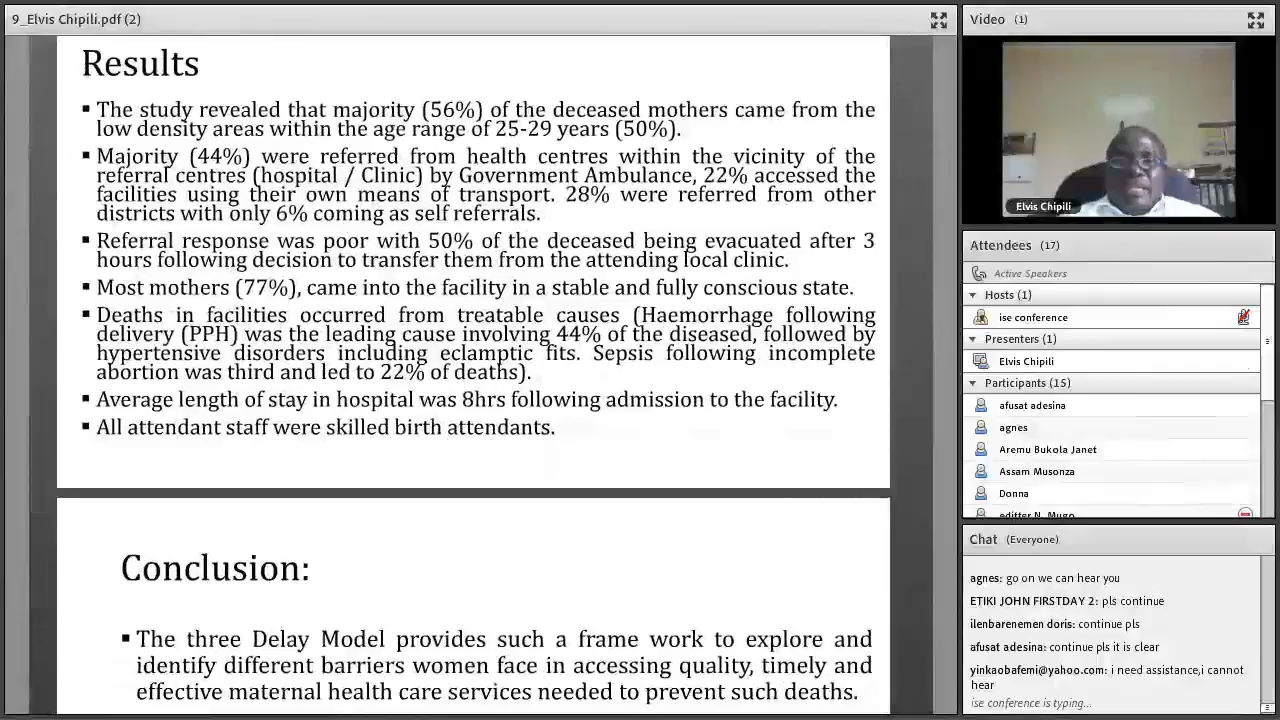 9_Elvis Chipili.pdf (2)
Results
▪ The study revealed that majority (56%) of the deceased mothers came from the
low density areas within the age range of 25-29 years (50%).
▪ Majority (44%) were referred from health centres within the vicinity of the
referral centres (hospital / Clinic) by Government Ambulance, 22% accessed the
facilities using their own means of transport. 28% were referred from other
districts with only 6% coming as self referrals.
▪ Referral response was poor with 50% of the deceased being evacuated after 3
hours following decision to transfer them from the attending local clinic.
▪ Most mothers (77%), came into the facility in a stable and fully conscious state.
▪ Deaths in facilities occurred from treatable causes (Haemorrhage following
delivery (PPH) was the leading cause involving 44% of the diseased, followed by
hypertensive disorders including eclamptic fits. Sepsis following incomplete
abortion was third and led to 22% of deaths).
▪ Average length of stay in hospital was 8hrs following admission to the facility.
▪ All attendant staff were skilled birth attendants.
Conclusion:
▪ The three Delay Model provides such a frame work to explore and
identify different barriers women face in accessing quality, timely and
effective maternal health care services needed to prevent such deaths.
Video (1)
Elvis Chipili
Attendees (17)
Active Speakers
Hosts (1)
ise conference
Presenters (1)
Elvis Chipili
Participants (15)
afusat adesina
agnes
Aremu Bukola Janet
Assam Musonza
Donna
editter N. Mugo
Chat (Everyone)
agnes: go on we can hear you
ETIKI JOHN FIRSTDAY 2: pls continue
ilenbarenemen doris: continue pls
afusat adesina: continue pls it is clear
yinkaobafemi@yahoo.com: i need assistance,i cannot
hear
ise conference is typing...